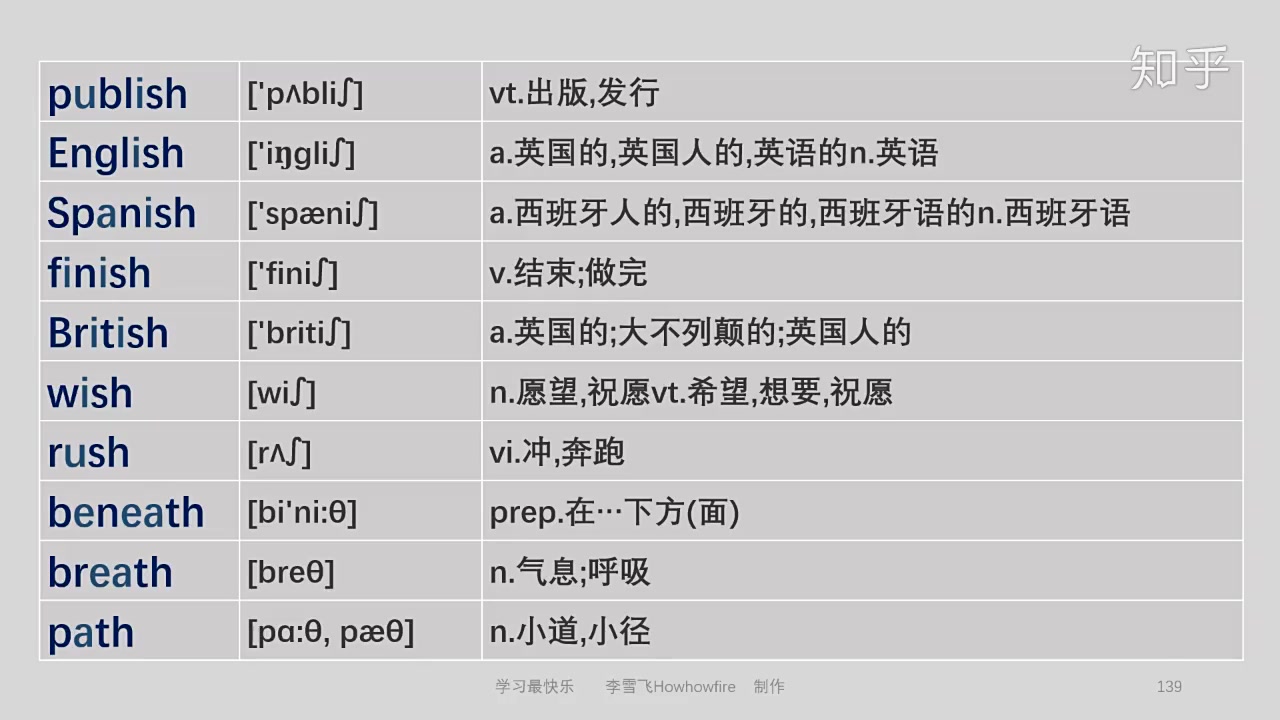 知乎
publish ['pʌbliʃ] vt.出版,发行
English ['iŋgliʃ] a.英国的,英国人的,英语的n.英语
Spanish ['spæniʃ] a.西班牙人的,西班牙的,西班牙语的n.西班牙语
finish ['finiʃ] v.结束;做完
British ['britiʃ] a.英国的;大不列颠的;英国人的
wish [wiʃ] n.愿望,祝愿vt.希望,想要,祝愿
rush [rʌʃ] vi.冲,奔跑
beneath [bi'ni:θ] prep.在…下方(面)
breath [breθ] n.气息;呼吸
path [pɑ:θ, pæθ] n.小道,小径
学习最快乐 李雪飞Howhowfire 制作 139